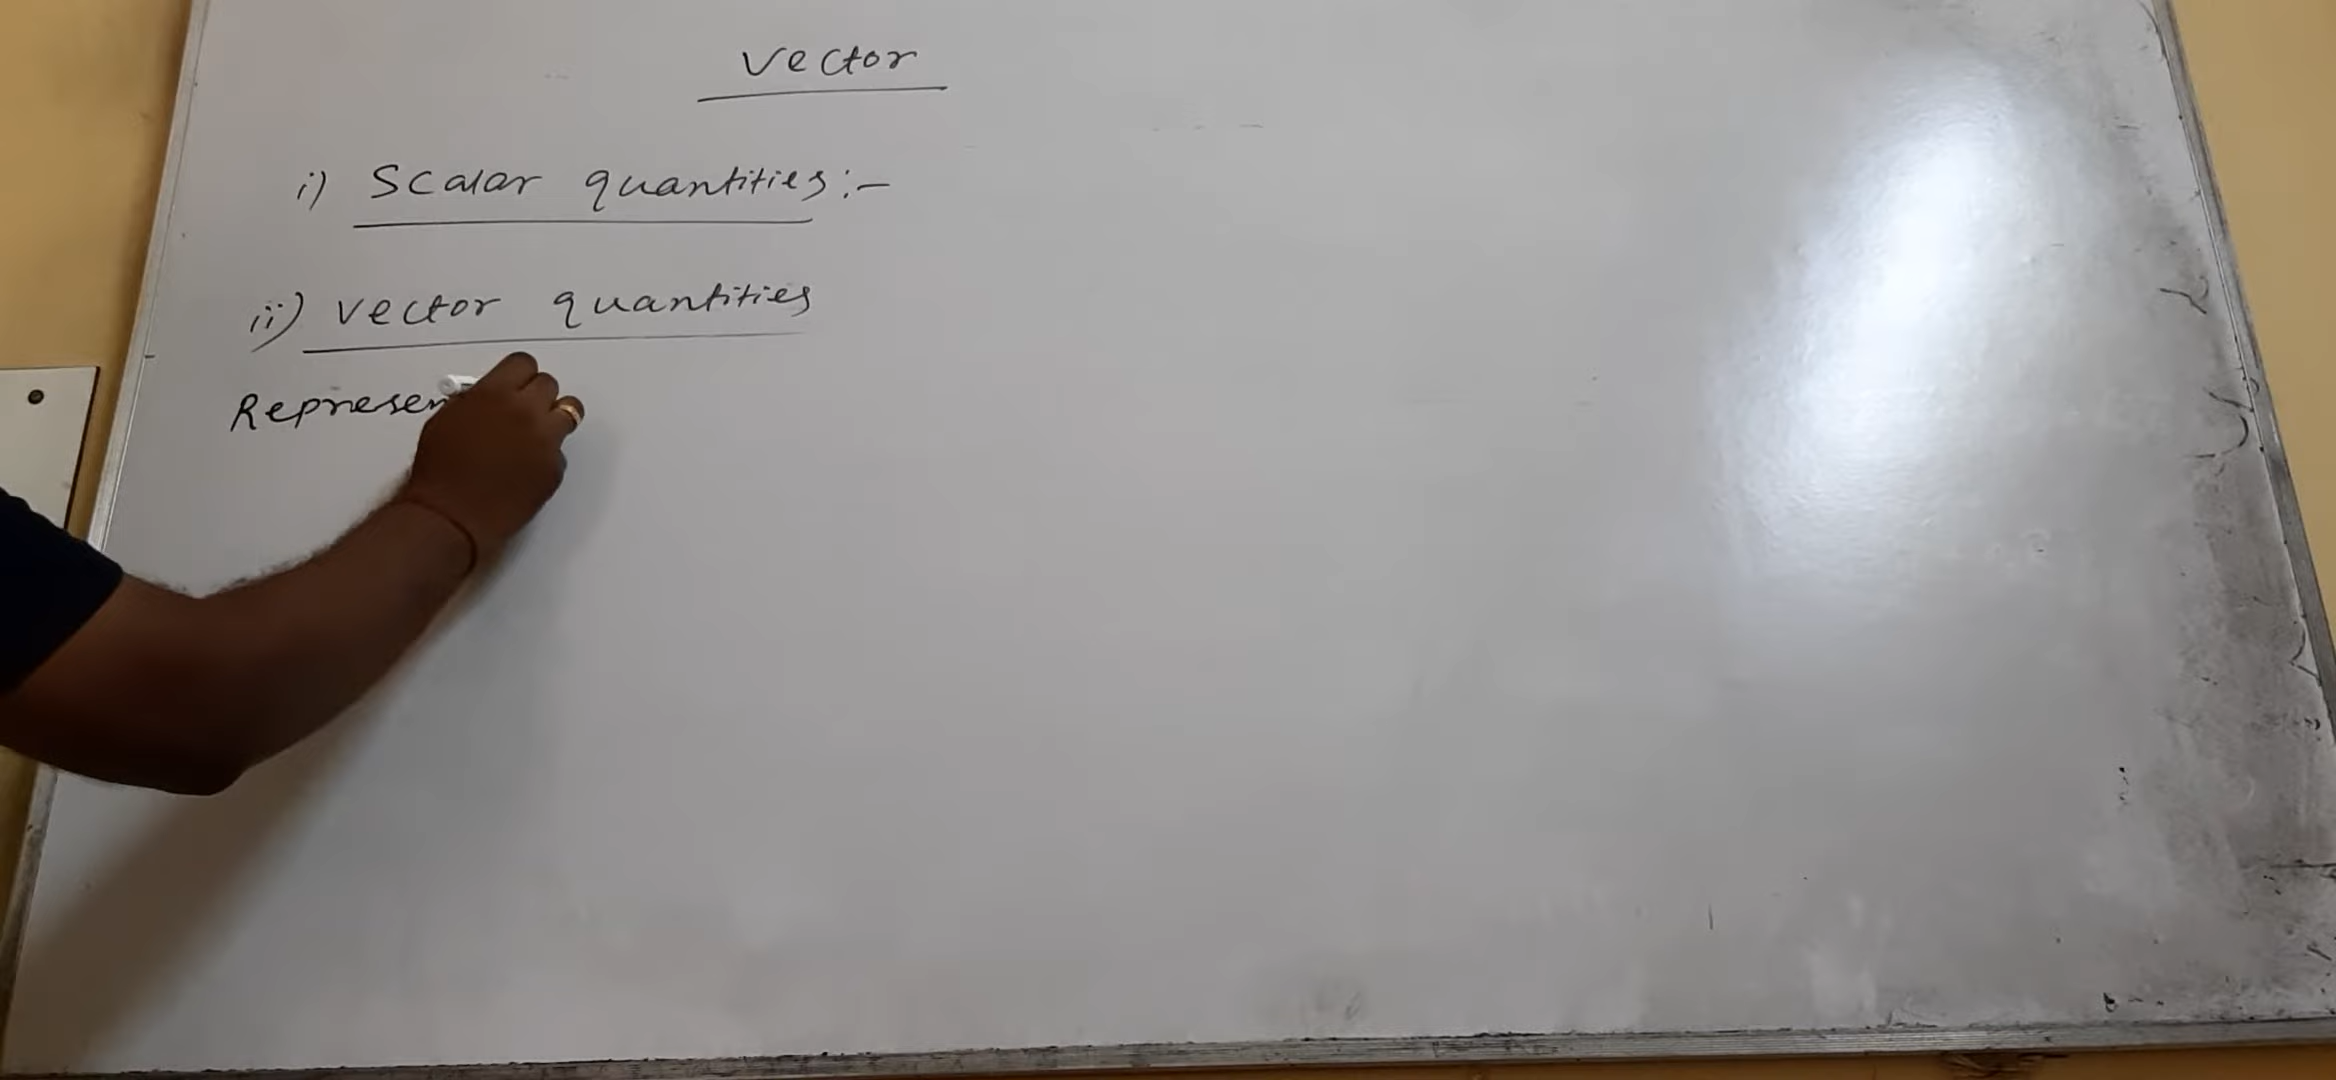 Vector
i) Scalar quantities:-
ii) vector quantities
Represen